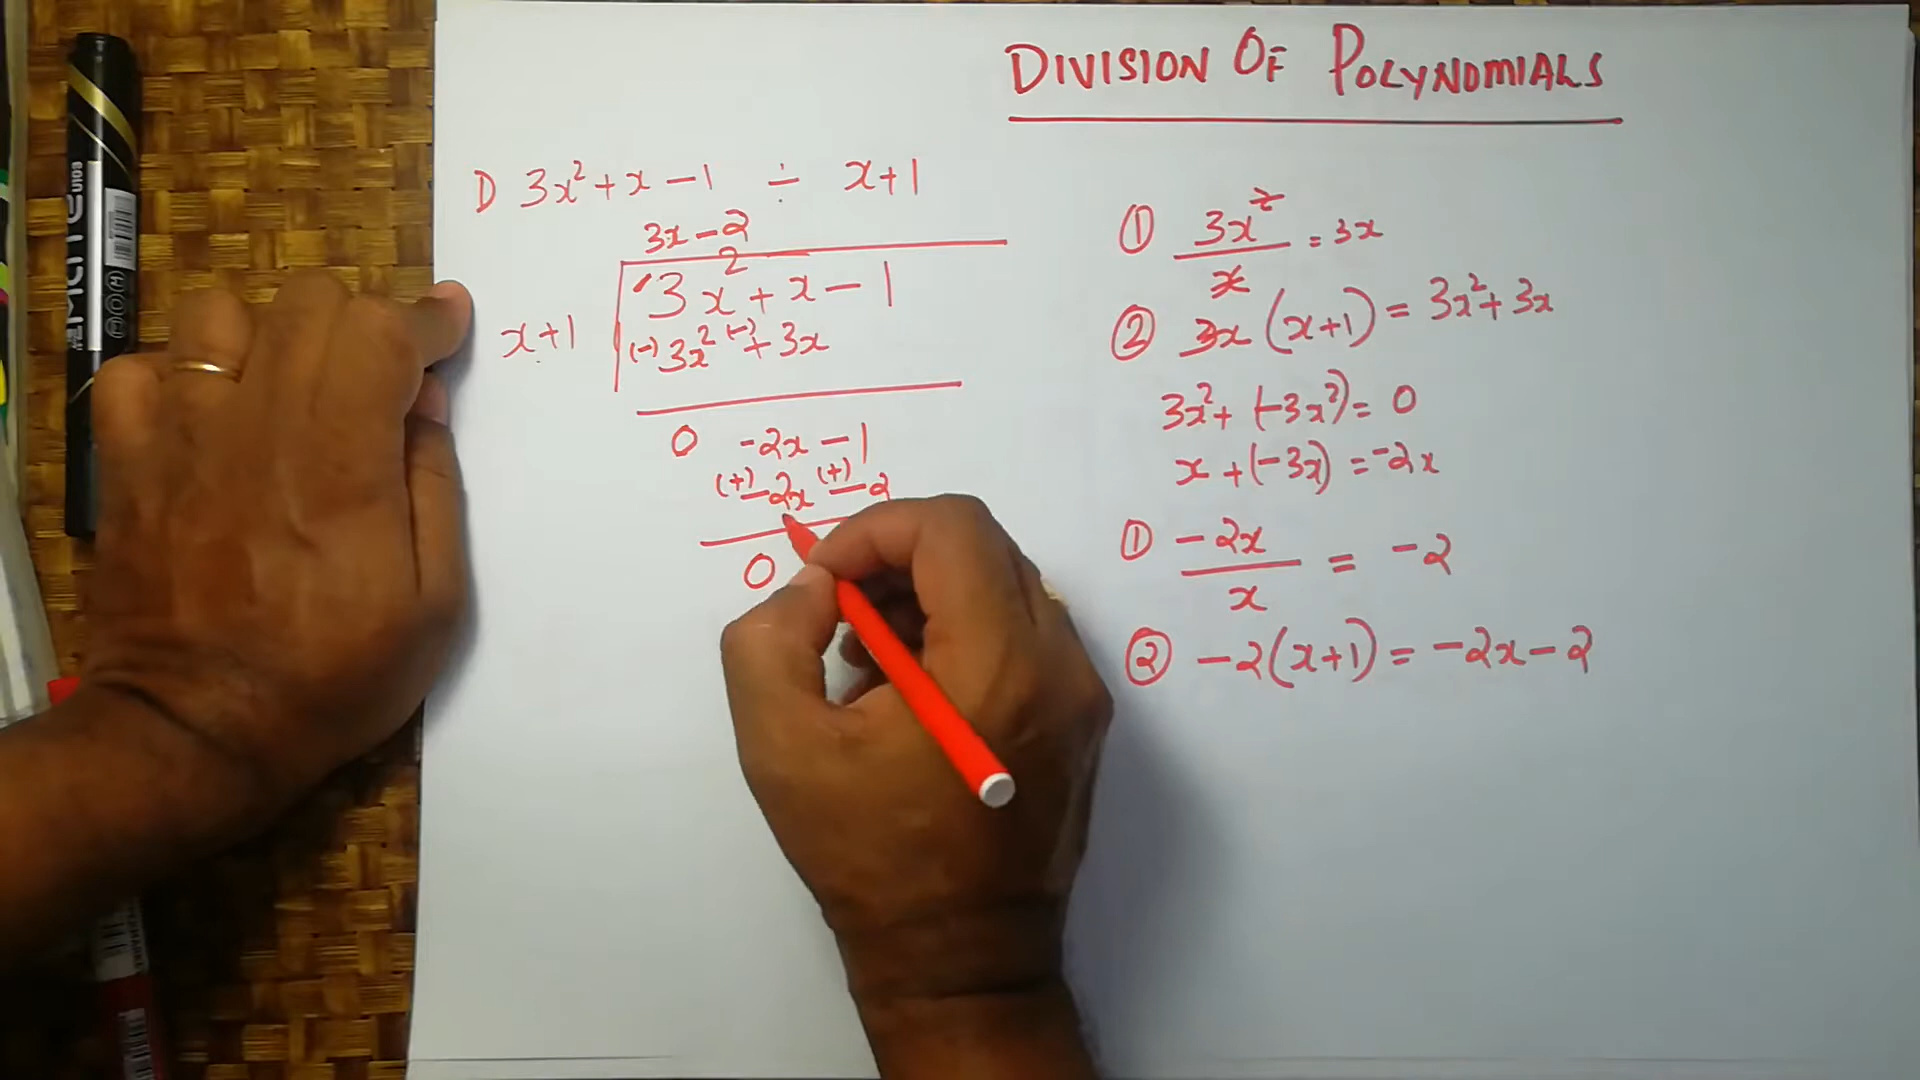 DIVISION OF POLYNOMIALS
1) 3x² + x - 1 ÷ x+1
3x - 2
x+1
3x² + x - 1
(-) 3x² (-) + 3x
0 -2x - 1
(+) -2x (+) - 2
0
① 3x² / x = 3x
② 3x (x+1) = 3x² + 3x
3x² + (-3x²) = 0
x + (-3x) = -2x
① -2x / x = -2
② -2(x+1) = -2x - 2
U103